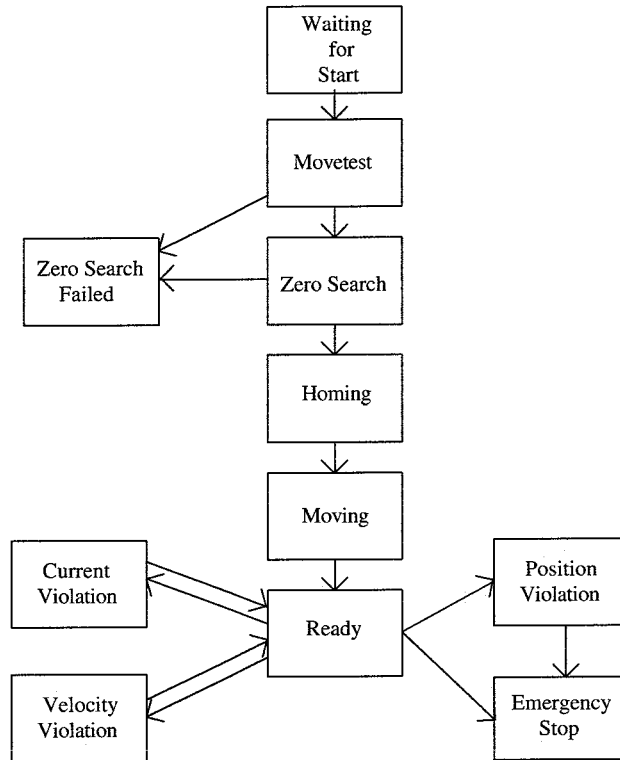 Waiting
for
Start
Movetest
Zero Search
Failed
Zero Search
Homing
Moving
Current
Violation
Ready
Position
Violation
Velocity
Violation
Emergency
Stop